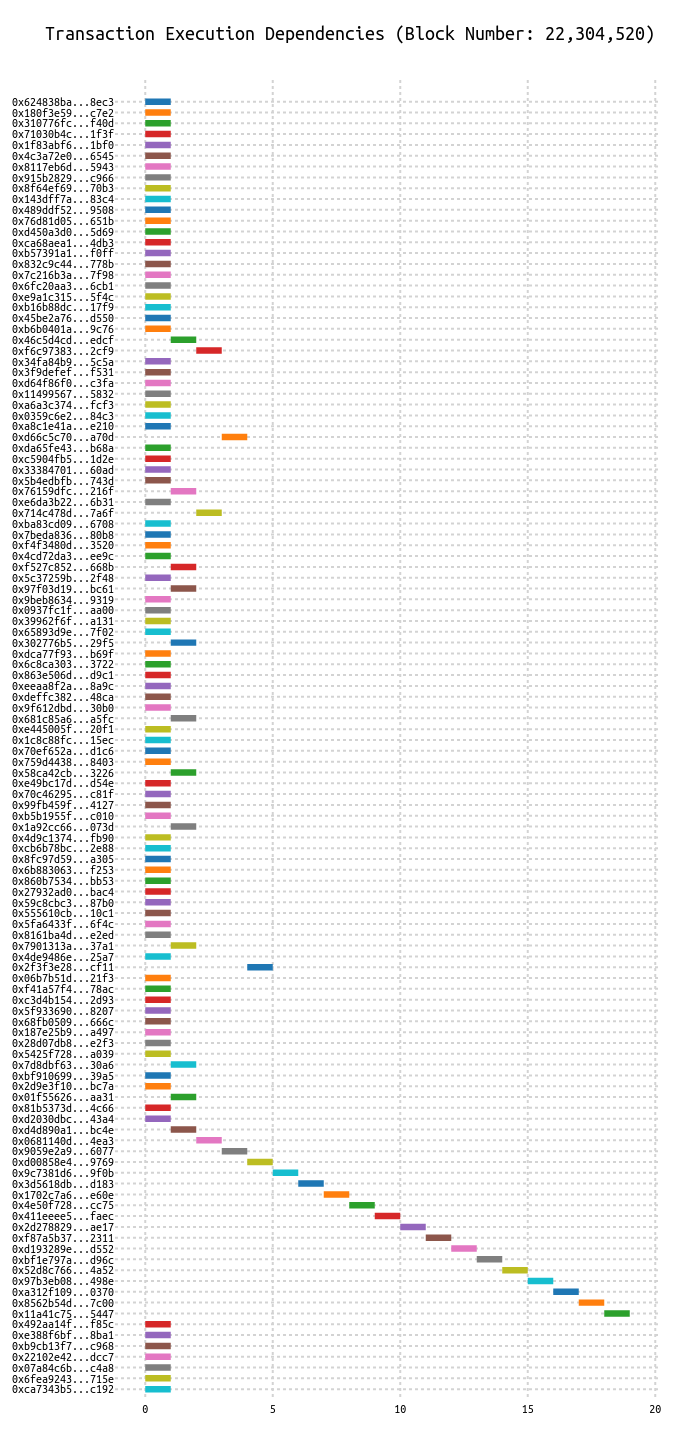 Transaction Execution Dependencies (Block Number: 22,304,520)
0x624838ba...8ec3
0x180f3e59...c7e2
0x310776fc...f40d
0x71030b4c...1f3f
0x1f83abf6...1bf0
0x4c3a72e0...6545
0x8117eb6d...5943
0x915b2829...c966
0x8f64ef69...70b3
0x143dff7a...83c4
0x489ddf52...9508
0x76d81d05...651b
0xd450a3d0...5d69
0xca68aea1...4db3
0xb57391a1...f0ff
0x832c9c44...778b
0x7c216b3a...7f98
0x6fc20aa3...6cb1
0xe9a1c315...5f4c
0xb16b88dc...17f9
0x45be2a76...d550
0xb6b0401a...9c76
0x46c5d4cd...edcf
0xf6c97383...2cf9
0x34fa84b9...5c5a
0x3f9defef...f531
0xd64f86f0...c3fa
0x11499567...5832
0xa6a3c374...fcf3
0x0359c6e2...84c3
0xa8c1e41a...e210
0xd66c5c70...a70d
0xda65fe43...b68a
0xc5904fb5...1d2e
0x33384701...60ad
0x5b4edbfb...743d
0x76159dfc...216f
0xe6da3b22...6b31
0x714c478d...7a6f
0xba83cd09...6708
0x7beda836...80b8
0xf4f3480d...3520
0x4cd72da3...ee9c
0xf527c852...668b
0x5c37259b...2f48
0x97f03d19...bc61
0x9beb8634...9319
0x0937fc1f...aa00
0x39962f6f...a131
0x65893d9e...7f02
0x302776b5...29f5
0xdca77f93...b69f
0x6c8ca303...3722
0x863e506d...d9c1
0xeeaa8f2a...8a9c
0xdeffc382...48ca
0x9f612dbd...30b0
0x681c85a6...a5fc
0xe445005f...20f1
0x1c8c88fc...15ec
0x70ef652a...d1c6
0x759d4438...8403
0x58ca42cb...3226
0xe49bc17d...d54e
0x70c46295...c81f
0x99fb459f...4127
0xb5b1955f...c010
0x1a92cc66...073d
0x4d9c1374...fb90
0xcb6b78bc...2e88
0x8fc97d59...a305
0x6b883063...f253
0x860b7534...bb53
0x27932ad0...bac4
0x59c8cbc3...87b0
0x555610cb...10c1
0x5fa6433f...6f4c
0x8161ba4d...e2ed
0x7901313a...37a1
0x4de9486e...25a7
0x2f3f3e28...cf11
0x06b7b51d...21f3
0xf41a57f4...78ac
0xc3d4b154...2d93
0x5f933690...8207
0x68fb0509...666c
0x187e25b9...a497
0x28d07db8...e2f3
0x5425f728...a039
0x7d8dbf63...30a6
0xbf910699...39a5
0x2d9e3f10...bc7a
0x01f55626...aa31
0x81b5373d...4c66
0xd2030dbc...43a4
0xd4d890a1...bc4e
0x0681140d...4ea3
0x9059e2a9...6077
0xd00858e4...9769
0x9c7381d6...9f0b
0x3d5618db...d183
0x1702c7a6...e60e
0x4e50f728...cc75
0x411eeee5...faec
0x2d278829...ae17
0xf87a5b37...2311
0xd193289e...d552
0xbf1e797a...d96c
0x52d8c766...4a52
0x97b3eb08...498e
0xa312f109...0370
0x8562b54d...7c00
0x11a41c75...5447
0x492aa14f...f85c
0xe388f6bf...8ba1
0xb9cb13f7...c968
0x22102e42...dcc7
0x07a84c6b...c4a8
0x6fea9243...715e
0xca7343b5...c192
0 5 10 15 20